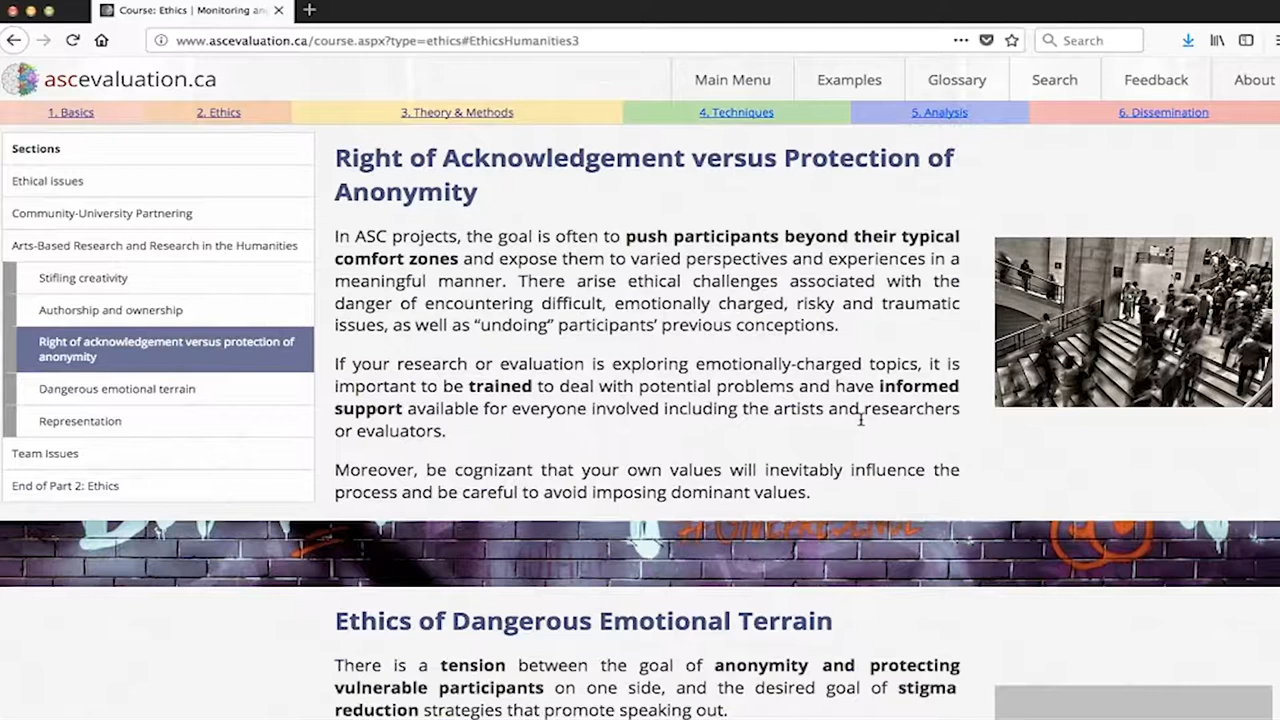 Course: Ethics | Monitoring an
www.ascevaluation.ca/course.aspx?type=ethics#EthicsHumanities3
Search
ascevaluation.ca
Main Menu
Examples
Glossary
Search
Feedback
About
1. Basics
2. Ethics
3. Theory & Methods
4. Techniques
5. Analysis
6. Dissemination
Sections
Ethical issues
Community-University Partnering
Arts-Based Research and Research in the Humanities
Stifling creativity
Authorship and ownership
Right of acknowledgement versus protection of
anonymity
Dangerous emotional terrain
Representation
Team Issues
End of Part 2: Ethics
Right of Acknowledgement versus Protection of
Anonymity
In ASC projects, the goal is often to push participants beyond their typical
comfort zones and expose them to varied perspectives and experiences in a
meaningful manner. There arise ethical challenges associated with the
danger of encountering difficult, emotionally charged, risky and traumatic
issues, as well as “undoing” participants’ previous conceptions.
If your research or evaluation is exploring emotionally-charged topics, it is
important to be trained to deal with potential problems and have informed
support available for everyone involved including the artists and researchers
or evaluators.
Moreover, be cognizant that your own values will inevitably influence the
process and be careful to avoid imposing dominant values.
Ethics of Dangerous Emotional Terrain
There is a tension between the goal of anonymity and protecting
vulnerable participants on one side, and the desired goal of stigma
reduction strategies that promote speaking out.